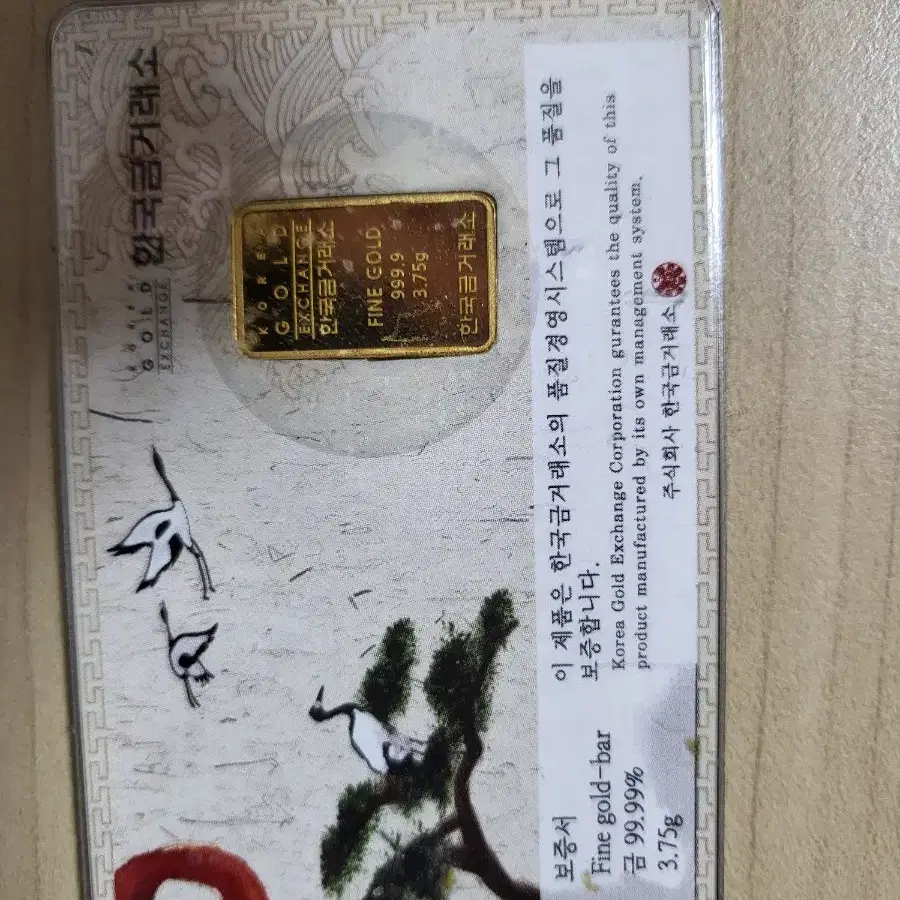 KOREA
GOLD
EXCHANGE
한국금거래소
KORE
GOLD
EXCHANGE
한국금거래소
FINE GOLD
999.9
3.75g
한국금거래소
보증서
Fine gold-bar
금 99.99%
3.75g
이 제품은 한국금거래소의 품질경영시스템으로 그 품질을
보증합니다.
Korea Gold Exchange Corporation gurantees the quality of this
product manufactured by its own management system.
주식회사 한국금거래소